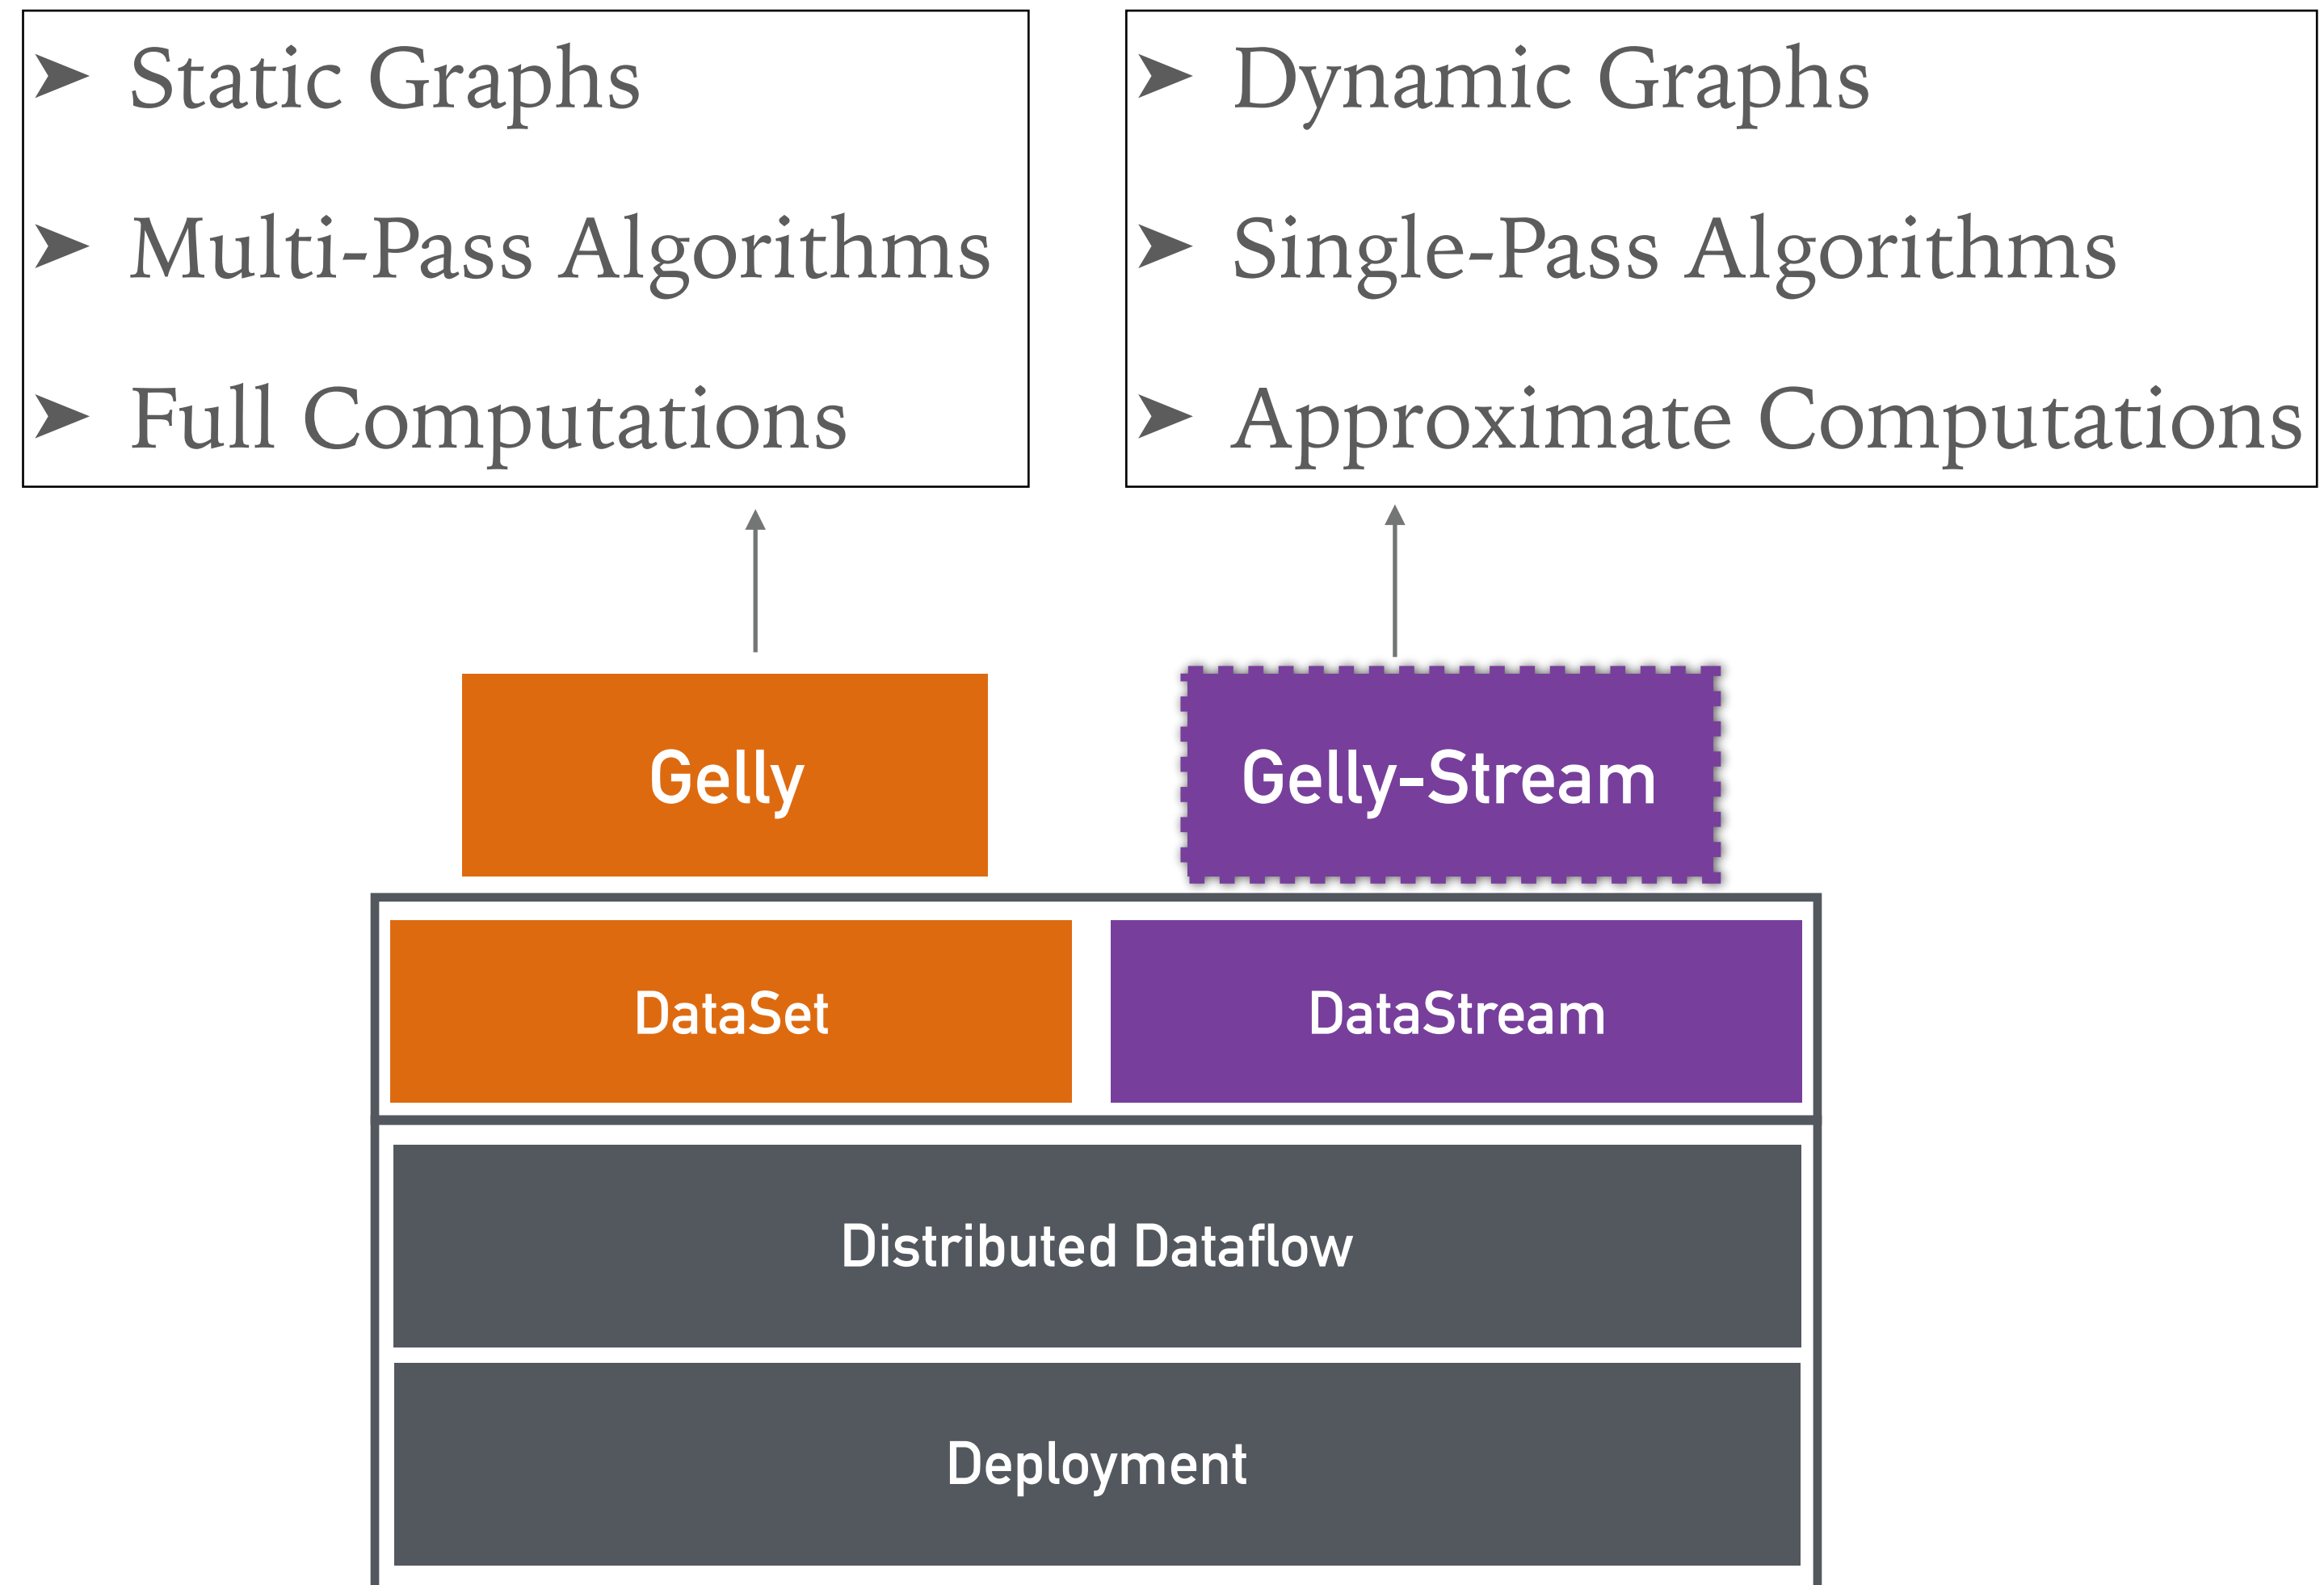 ➤ Static Graphs
➤ Multi-Pass Algorithms
➤ Full Computations
➤ Dynamic Graphs
➤ Single-Pass Algorithms
➤ Approximate Computations
Gelly
Gelly-Stream
DataSet
DataStream
Distributed Dataflow
Deployment